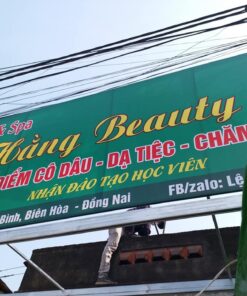 & Spa
Hằng Beauty
ĐIỂM CÔ DÂU - DẠ TIỆC - CHĂM
NHẬN ĐÀO TẠO HỌC VIÊN
FB/zalo: Lệ
Bình, Biên Hòa - Đồng Nai